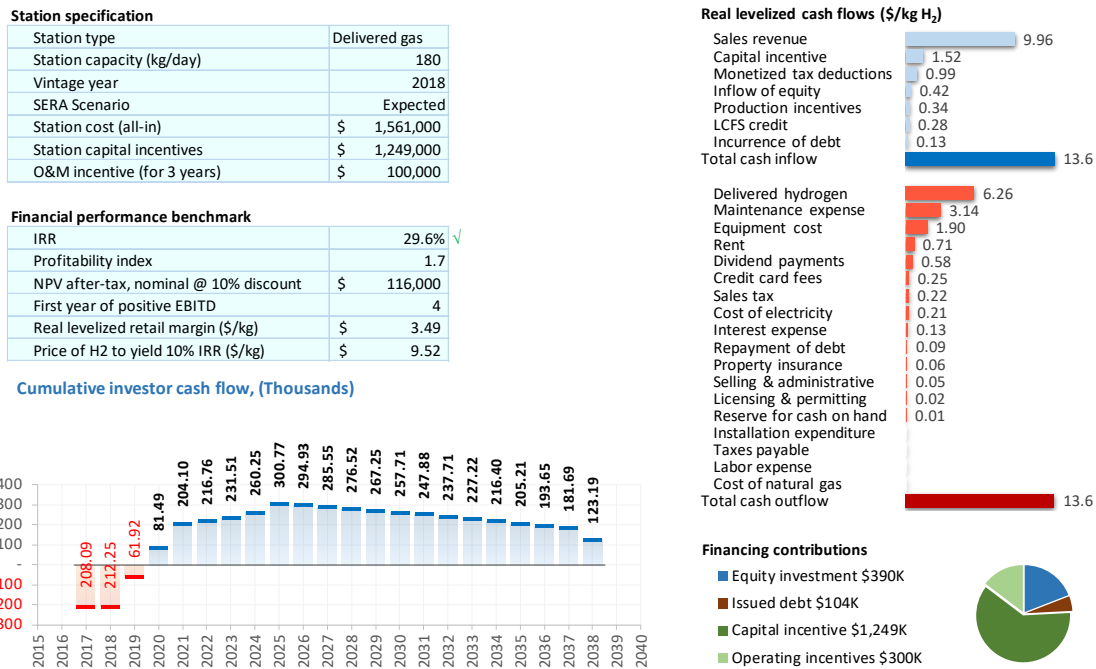 Station specification
Station type Delivered gas
Station capacity (kg/day) 180
Vintage year 2018
SERA Scenario Expected
Station cost (all-in) $ 1,561,000
Station capital incentives $ 1,249,000
O&M incentive (for 3 years) $ 100,000
Financial performance benchmark
IRR 29.6% √
Profitability index 1.7
NPV after-tax, nominal @ 10% discount $ 116,000
First year of positive EBITD 4
Real levelized retail margin ($/kg) $ 3.49
Price of H2 to yield 10% IRR ($/kg) $ 9.52
Cumulative investor cash flow, (Thousands)
400
300
200
100
-
100
200
300
208.09
212.25
61.92
81.49
204.10
216.76
231.51
260.25
300.77
294.93
285.55
276.52
267.25
257.71
247.88
237.71
227.22
216.40
205.21
193.65
181.69
123.19
2015
2016
2017
2018
2019
2020
2021
2022
2023
2024
2025
2026
2027
2028
2029
2030
2031
2032
2033
2034
2035
2036
2037
2038
2039
2040
Real levelized cash flows ($/kg H₂)
Sales revenue 9.96
Capital incentive 1.52
Monetized tax deductions 0.99
Inflow of equity 0.42
Production incentives 0.34
LCFS credit 0.28
Incurrence of debt 0.13
Total cash inflow 13.6
Delivered hydrogen 6.26
Maintenance expense 3.14
Equipment cost 1.90
Rent 0.71
Dividend payments 0.58
Credit card fees 0.25
Sales tax 0.22
Cost of electricity 0.21
Interest expense 0.13
Repayment of debt 0.09
Property insurance 0.06
Selling & administrative 0.05
Licensing & permitting 0.02
Reserve for cash on hand 0.01
Installation expenditure
Taxes payable
Labor expense
Cost of natural gas
Total cash outflow 13.6
Financing contributions
Equity investment $390K
Issued debt $104K
Capital incentive $1,249K
Operating incentives $300K